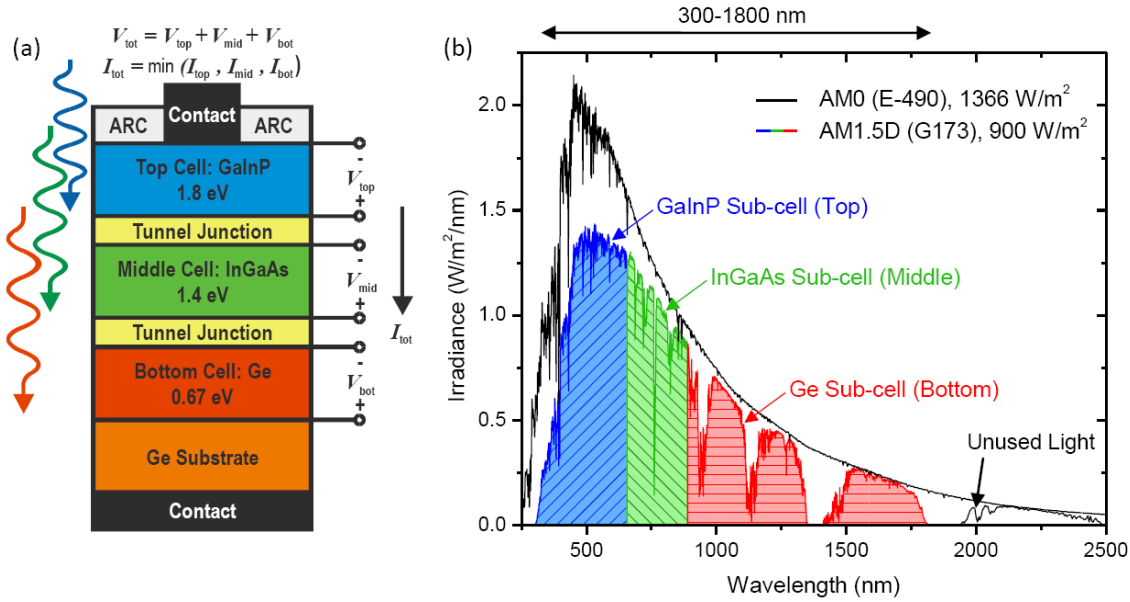 (a)
V_tot = V_top + V_mid + V_bot
I_tot = min (I_top , I_mid , I_bot)
Contact
ARC
ARC
Top Cell: GaInP
1.8 eV
-
V_top
+
Tunnel Junction
Middle Cell: InGaAs
1.4 eV
-
V_mid
+
I_tot
Tunnel Junction
Bottom Cell: Ge
0.67 eV
-
V_bot
+
Ge Substrate
Contact
(b)
300-1800 nm
AM0 (E-490), 1366 W/m²
AM1.5D (G173), 900 W/m²
GaInP Sub-cell (Top)
InGaAs Sub-cell (Middle)
Ge Sub-cell (Bottom)
Unused Light
Irradiance (W/m²/nm)
2.0
1.5
1.0
0.5
0.0
500
1000
1500
2000
2500
Wavelength (nm)